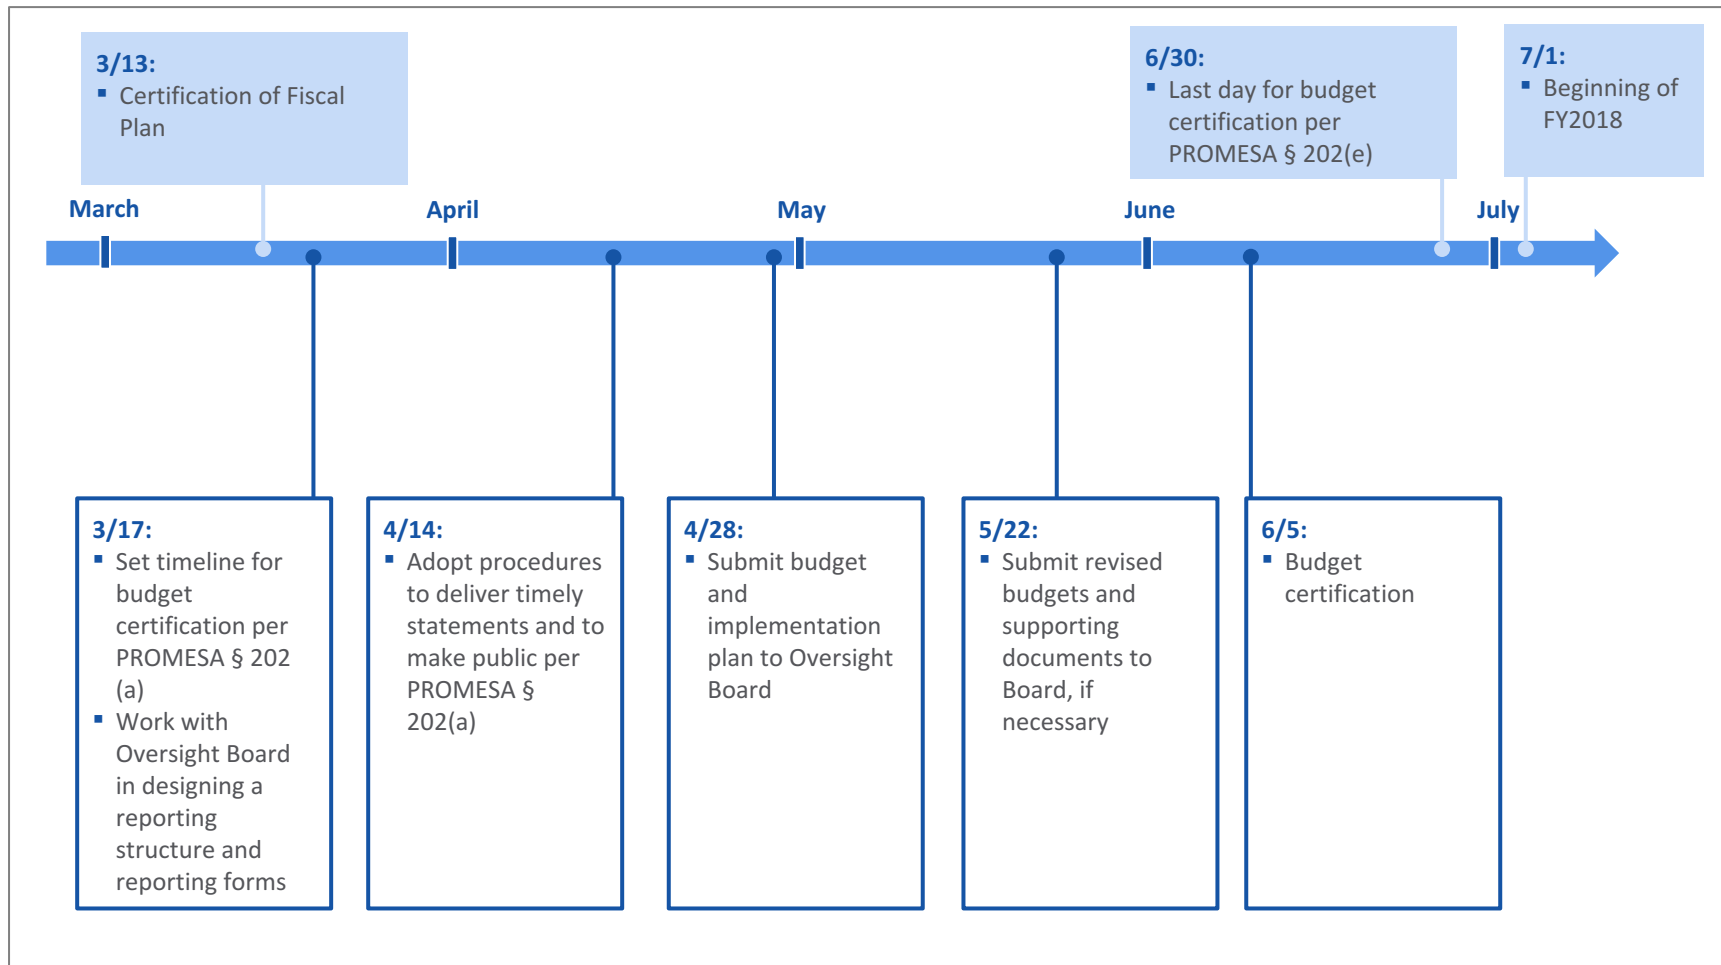 3/13:
▪ Certification of Fiscal
Plan
6/30:
▪ Last day for budget
certification per
PROMESA § 202(e)
7/1:
▪ Beginning of
FY2018
March
April
May
June
July
3/17:
▪ Set timeline for
budget
certification per
PROMESA § 202
(a)
▪ Work with
Oversight Board
in designing a
reporting
structure and
reporting forms
4/14:
▪ Adopt procedures
to deliver timely
statements and to
make public per
PROMESA §
202(a)
4/28:
▪ Submit budget
and
implementation
plan to Oversight
Board
5/22:
▪ Submit revised
budgets and
supporting
documents to
Board, if
necessary
6/5:
▪ Budget
certification